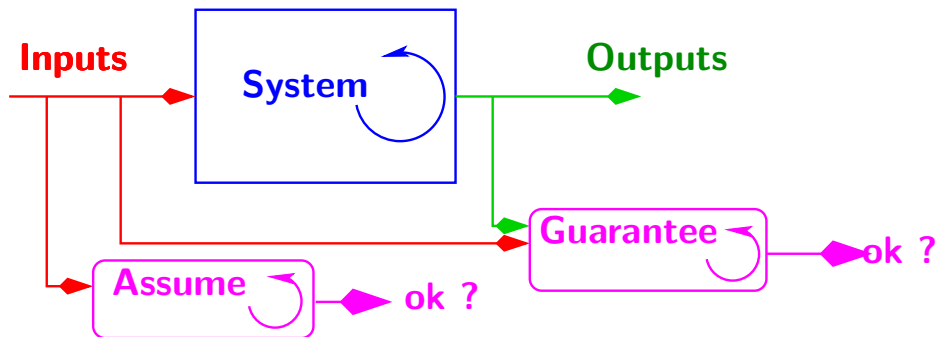 Inputs
System
Outputs
Guarantee
ok ?
Assume
ok ?